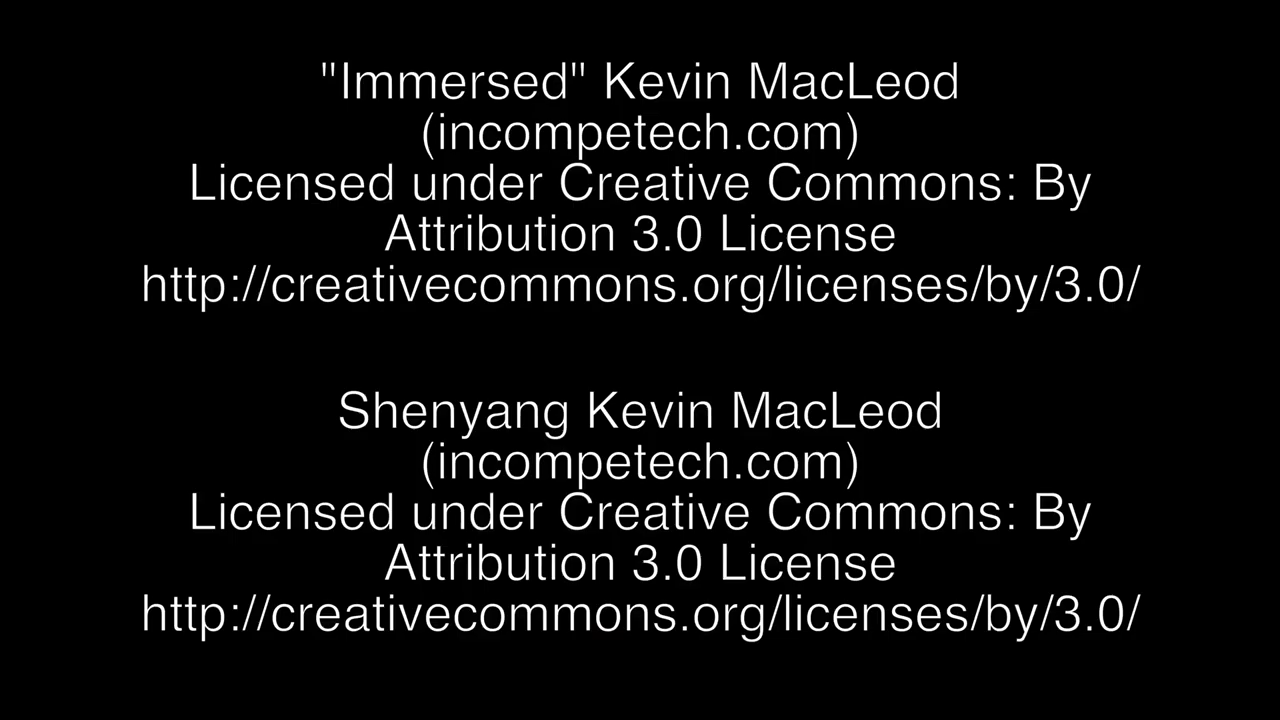 "Immersed" Kevin MacLeod
(incompetech.com)
Licensed under Creative Commons: By
Attribution 3.0 License
http://creativecommons.org/licenses/by/3.0/
Shenyang Kevin MacLeod
(incompetech.com)
Licensed under Creative Commons: By
Attribution 3.0 License
http://creativecommons.org/licenses/by/3.0/